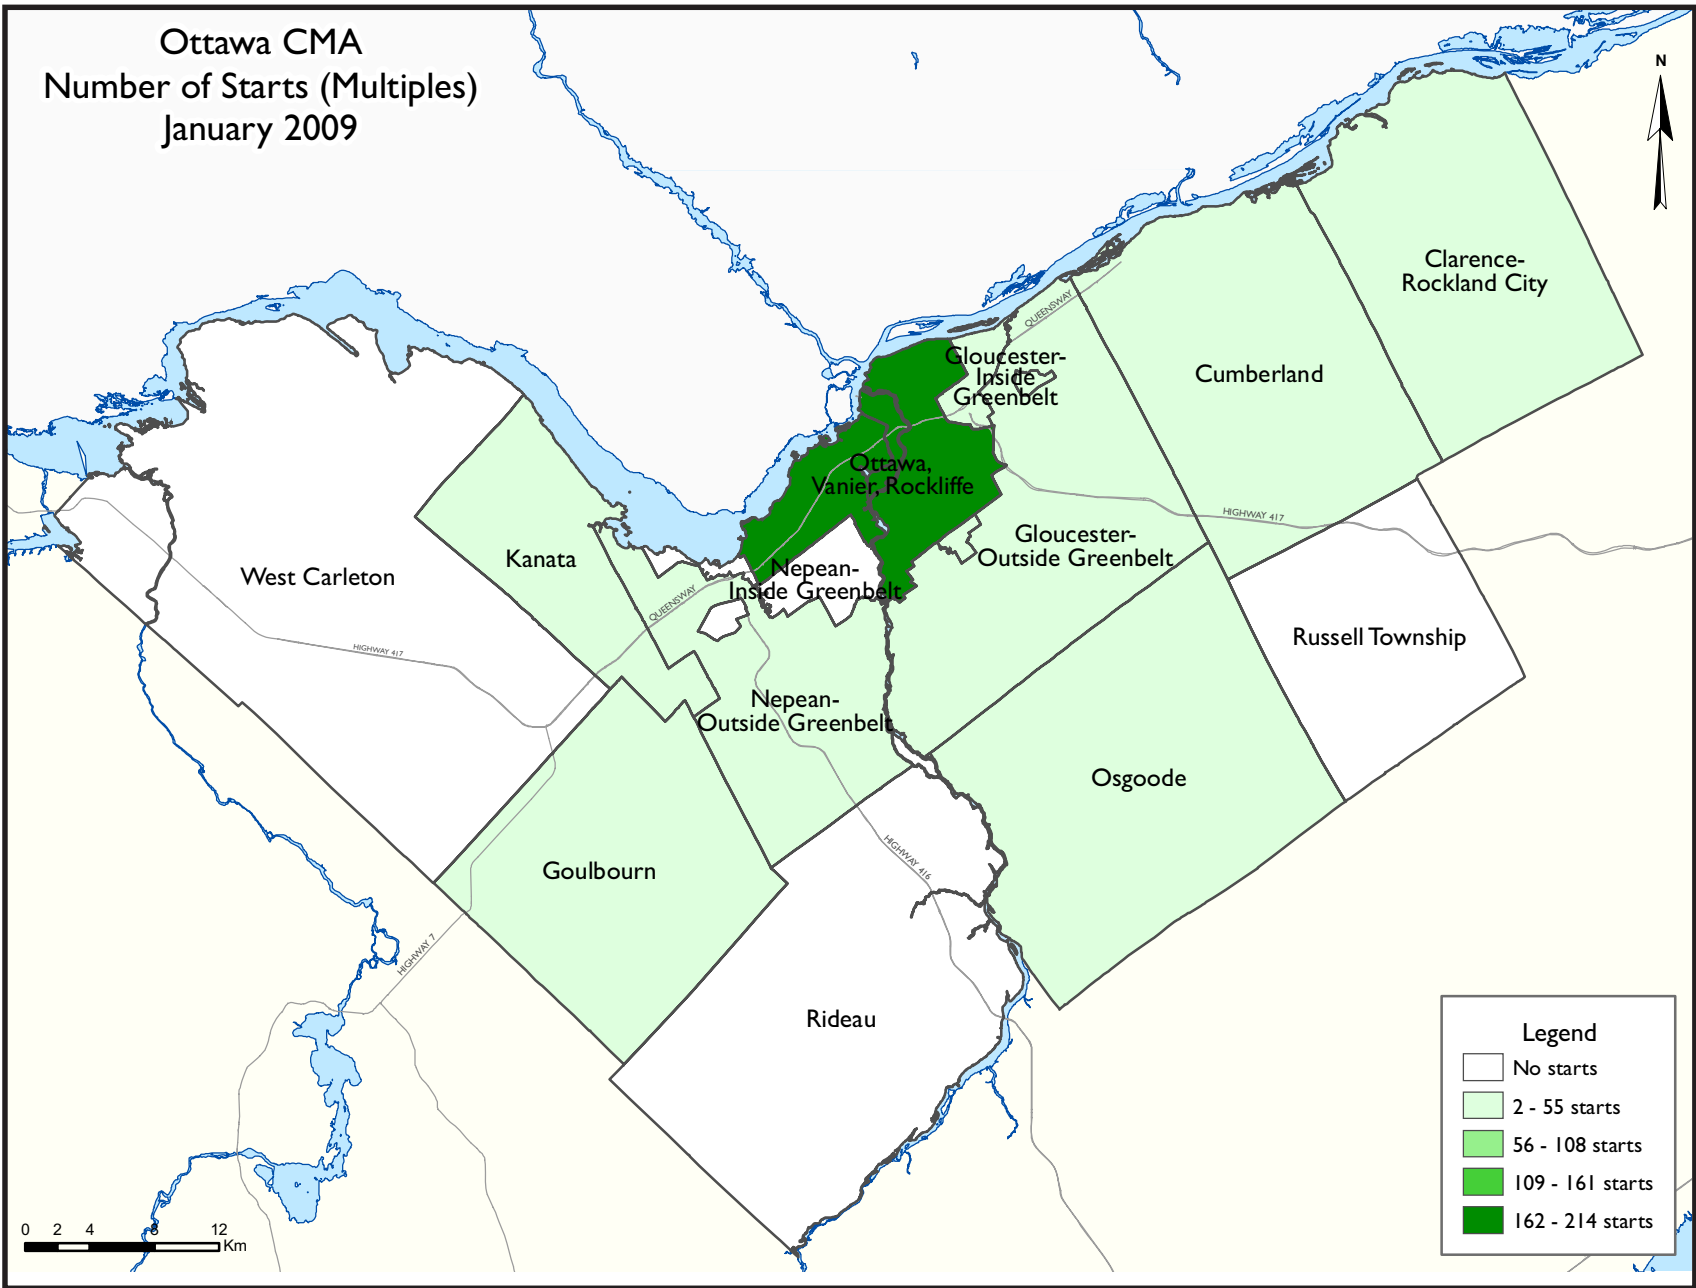 Ottawa CMA
Number of Starts (Multiples)
January 2009
N
Clarence-
Rockland City
QUEENSWAY
Gloucester-
Inside
Greenbelt
Cumberland
Ottawa,
Vanier, Rockliffe
HIGHWAY 417
Gloucester-
Outside Greenbelt
Kanata
West Carleton
Nepean-
Inside Greenbelt
QUEENSWAY
Russell Township
HIGHWAY 417
Nepean-
Outside Greenbelt
Osgoode
Goulbourn
HIGHWAY 416
HIGHWAY 7
Rideau
Legend
No starts
2 - 55 starts
56 - 108 starts
109 - 161 starts
162 - 214 starts
0 2 4 8 12
Km